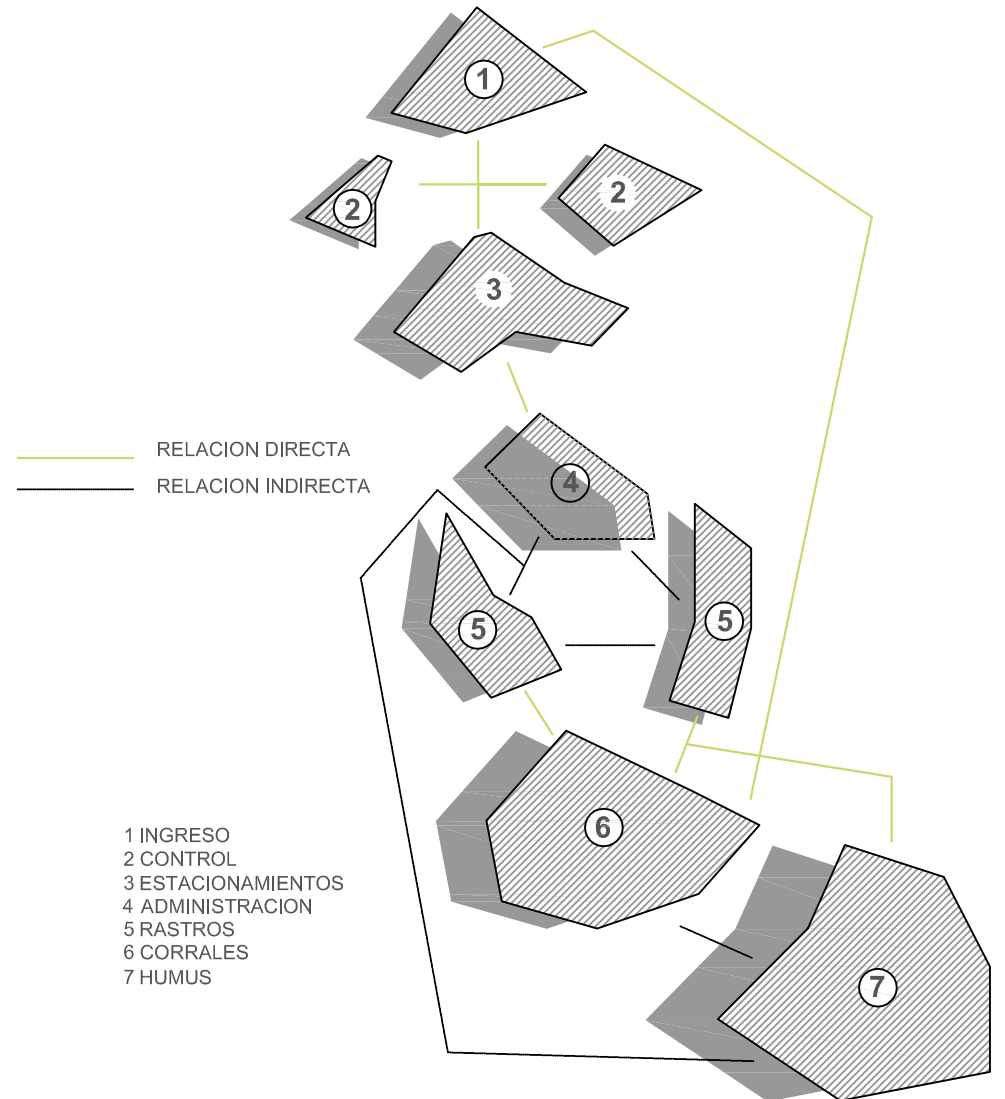 1
2
2
3
RELACION DIRECTA
4
RELACION INDIRECTA
5
5
6
1 INGRESO
2 CONTROL
3 ESTACIONAMIENTOS
4 ADMINISTRACION
5 RASTROS
6 CORRALES
7 HUMUS
7